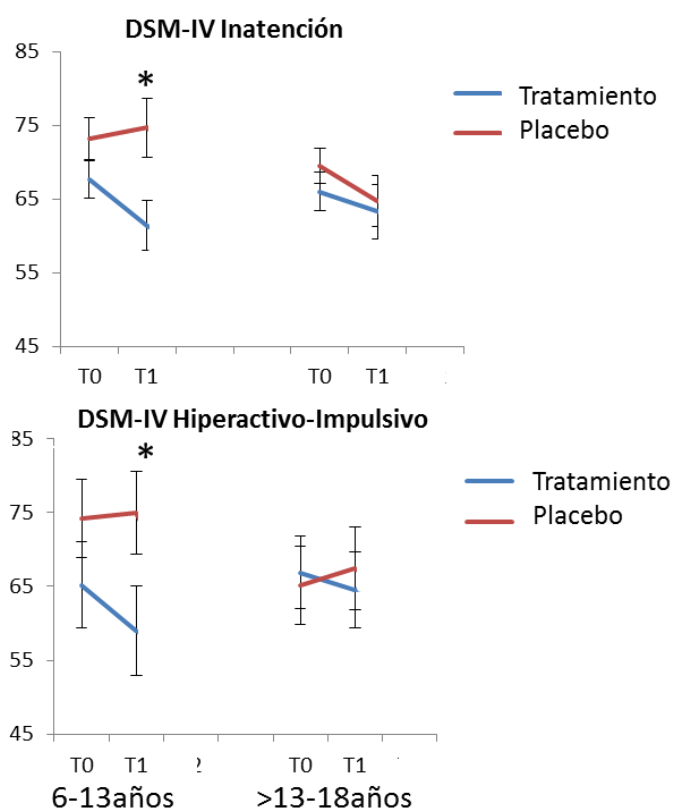 DSM-IV Inatención
85
*
Tratamiento
75
Placebo
65
55
45
T0 T1 T0 T1
DSM-IV Hiperactivo-Impulsivo
85
*
Tratamiento
75
Placebo
65
55
45
T0 T1 2 T0 T1
6-13años >13-18años